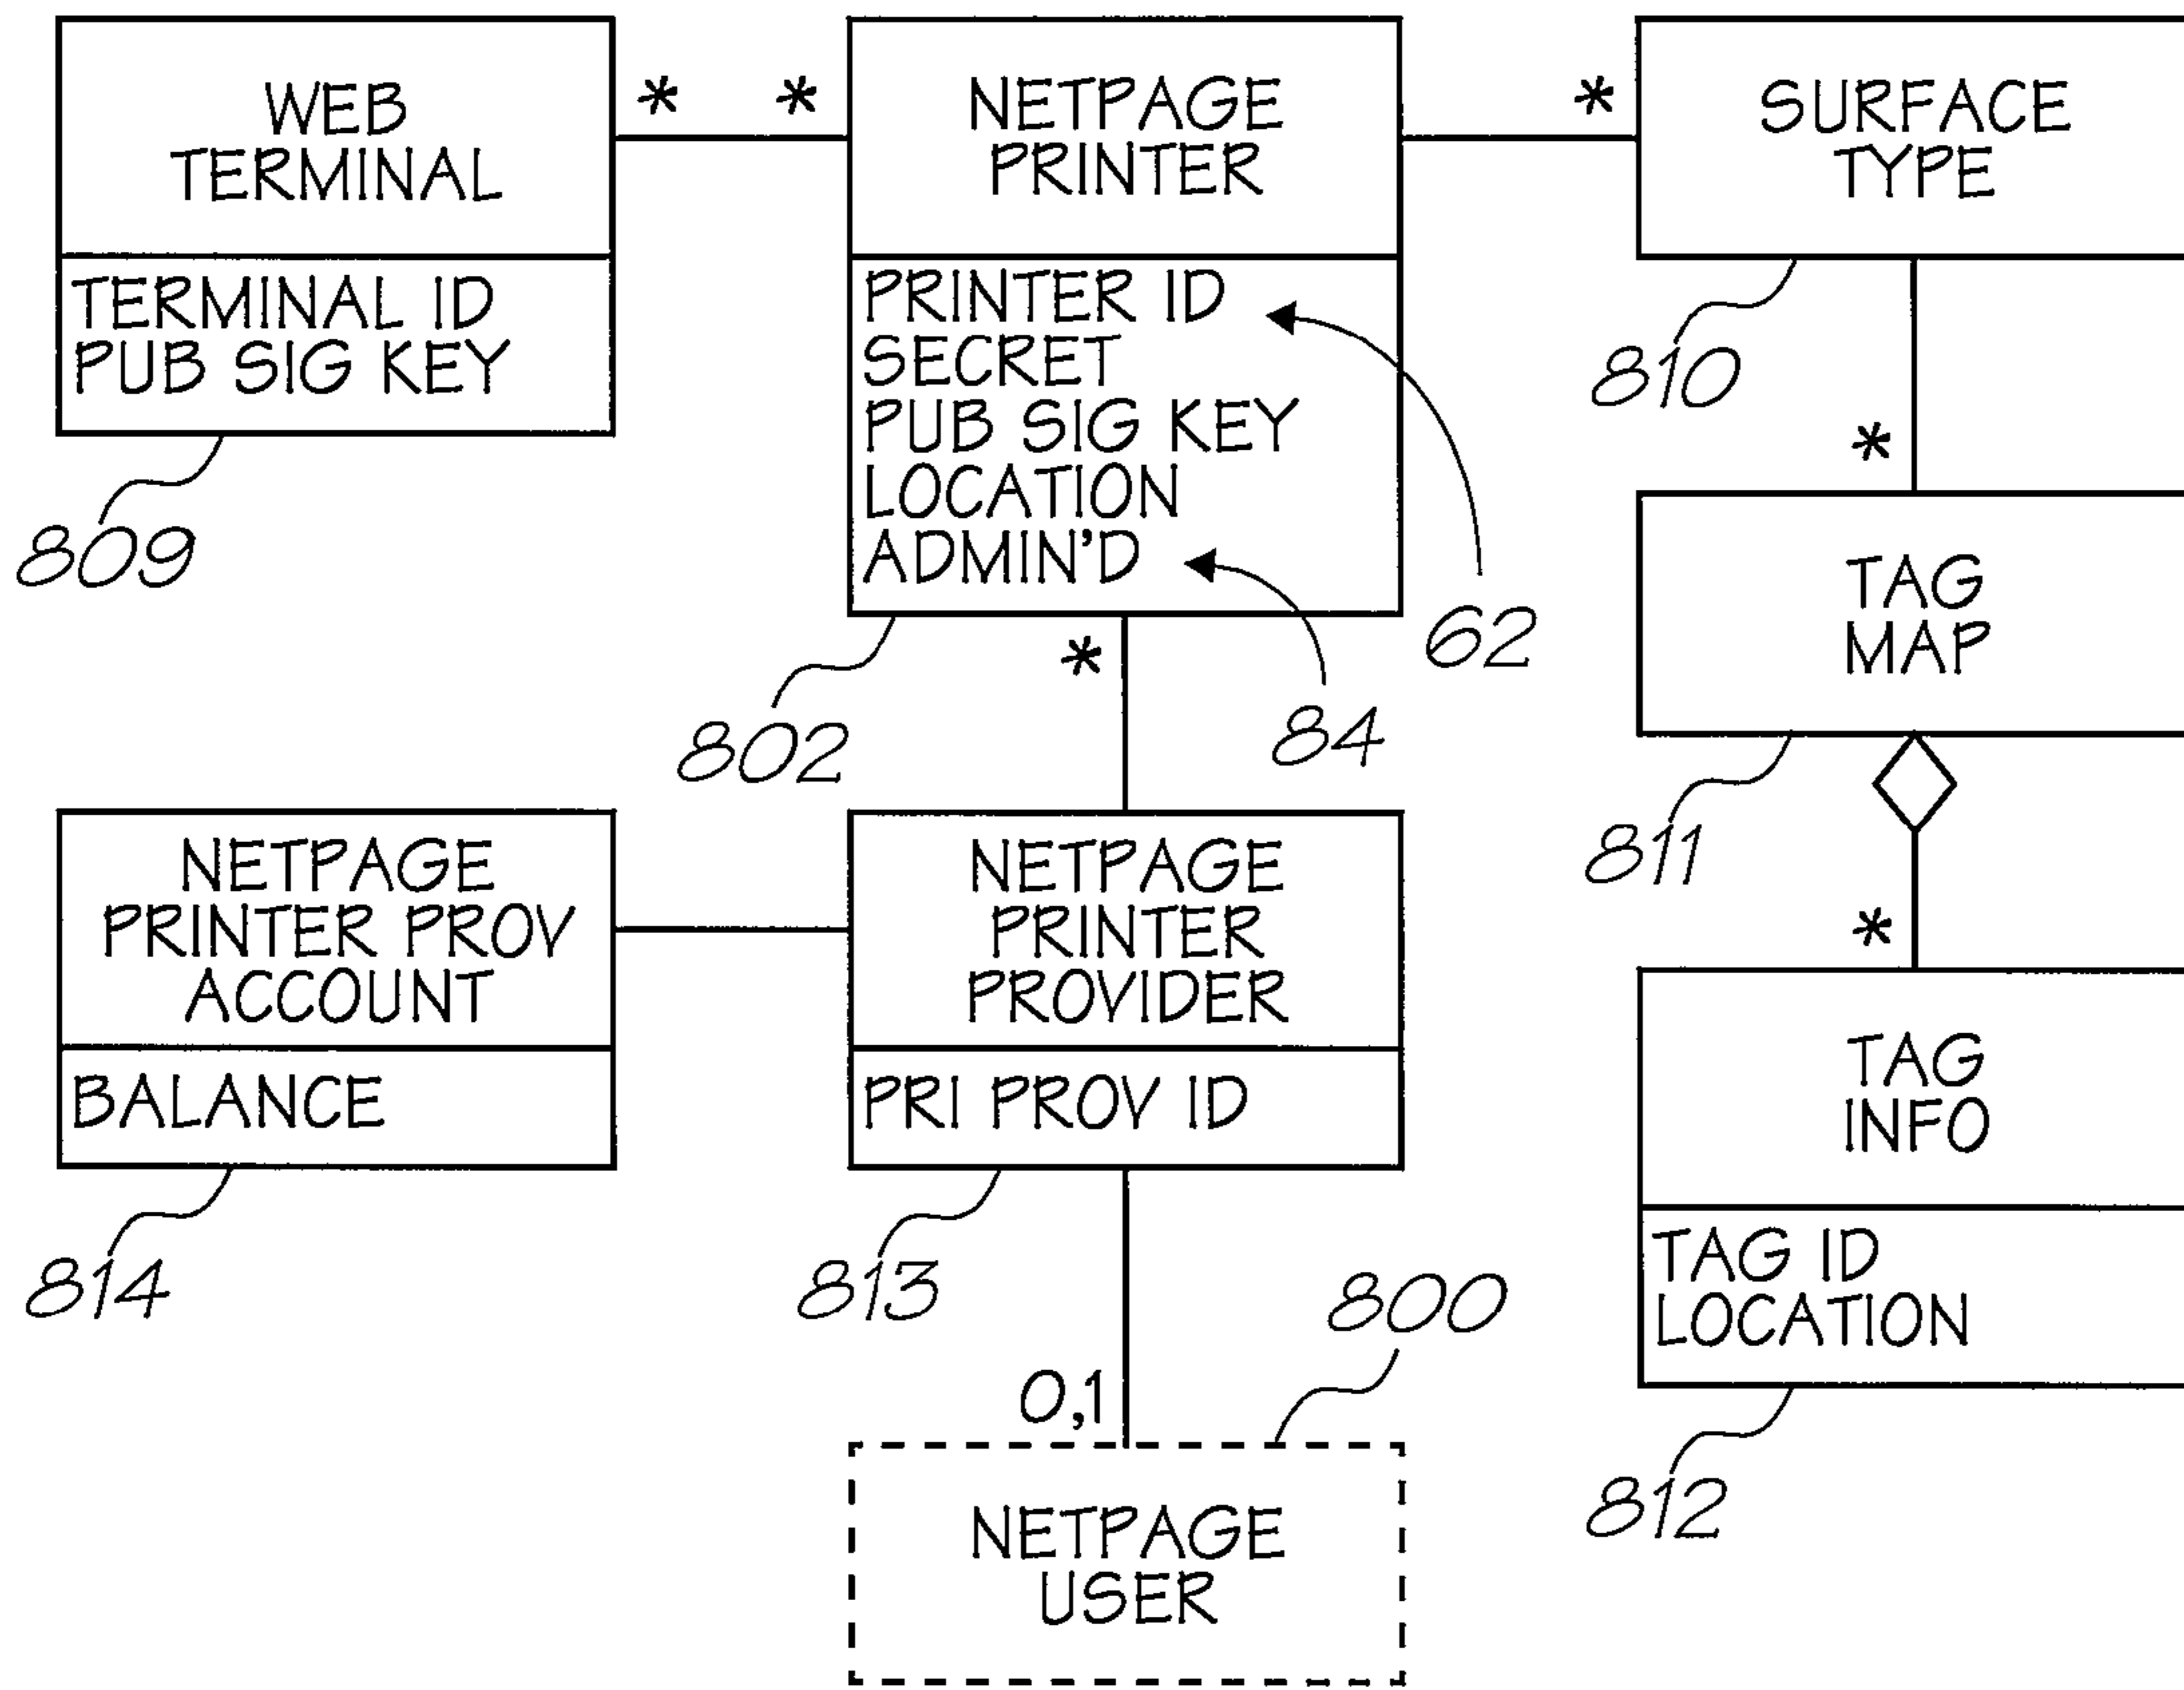 WEB
TERMINAL
TERMINAL ID
PUB SIG KEY
809
* *
NETPAGE
PRINTER
PRINTER ID
SECRET
PUB SIG KEY
LOCATION
ADMIN'D
62
84
802
*
*
SURFACE
TYPE
810
*
TAG
MAP
811
*
TAG
INFO
TAG ID
LOCATION
812
NETPAGE
PRINTER PROV
ACCOUNT
BALANCE
814
NETPAGE
PRINTER
PROVIDER
PRI PROV ID
813
800
0,1
NETPAGE
USER